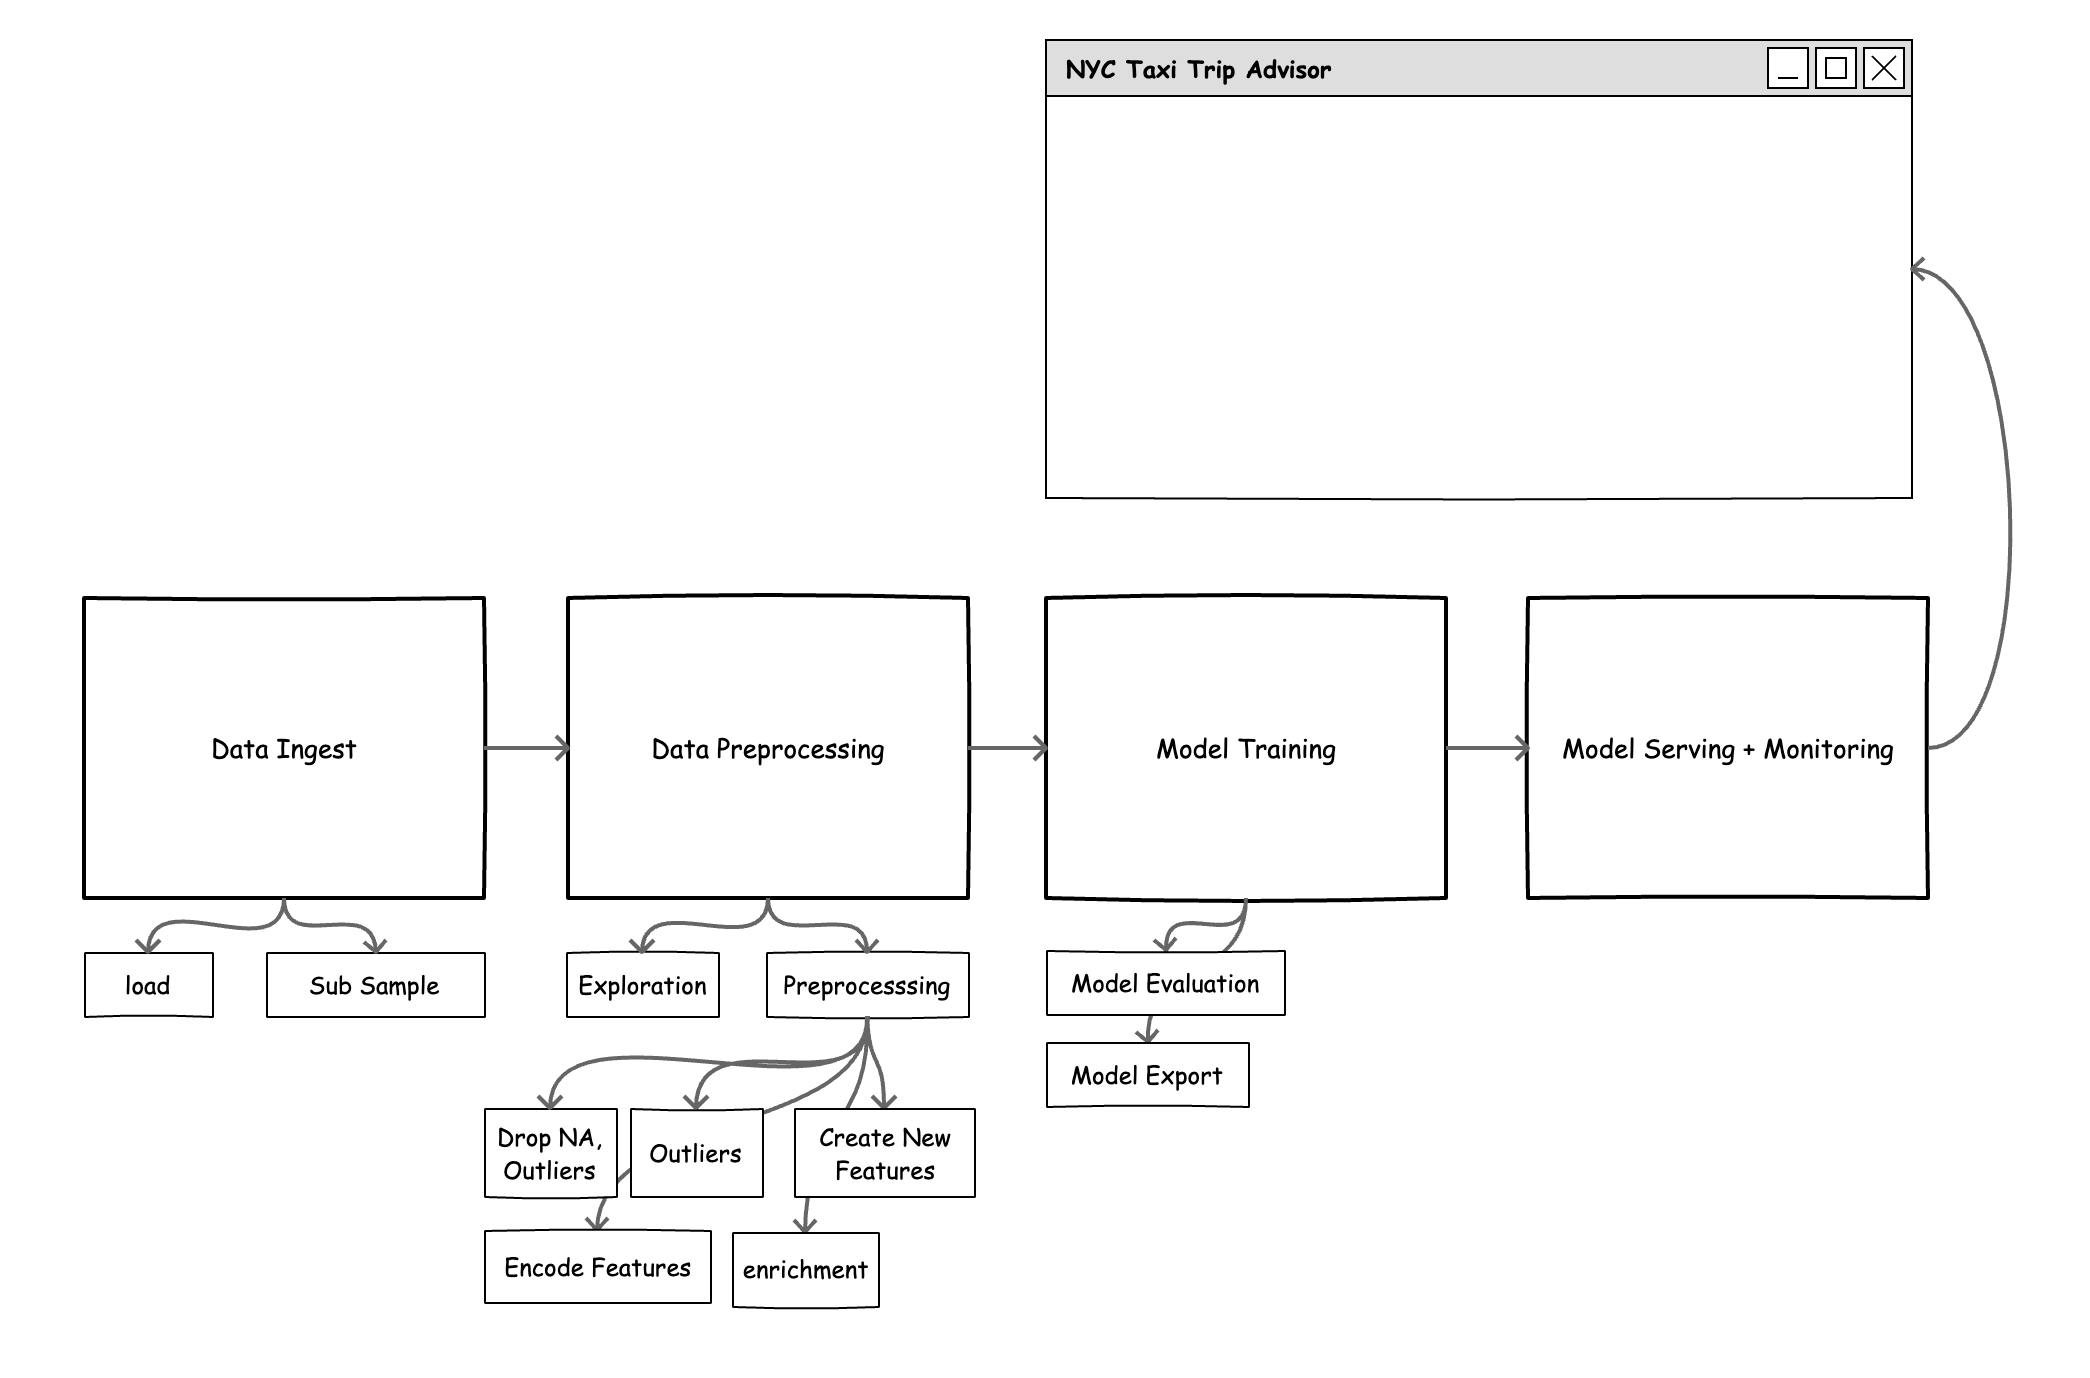 NYC Taxi Trip Advisor
Data Ingest
Data Preprocessing
Model Training
Model Serving + Monitoring
load
Sub Sample
Exploration
Preprocesssing
Model Evaluation
Model Export
Drop NA,
Outliers
Outliers
Create New
Features
Encode Features
enrichment